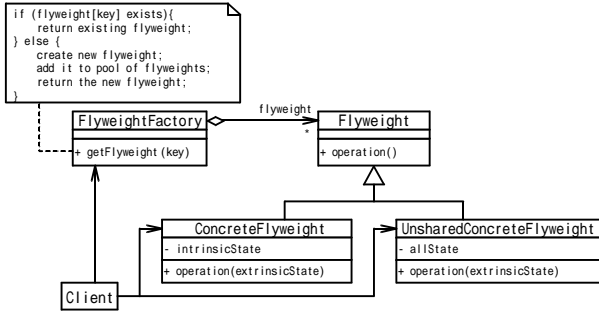 if (flyweight[key] exists){
return existing flyweight;
} else {
create new flyweight;
add it to pool of flyweights;
return the new flyweight;
}
flyweight
FlyweightFactory
Flyweight
*
+ getFlyweight(key)
+ operation()
ConcreteFlyweight
UnsharedConcreteFlyweight
- intrinsicState
- allState
+ operation(extrinsicState)
+ operation(extrinsicState)
Client